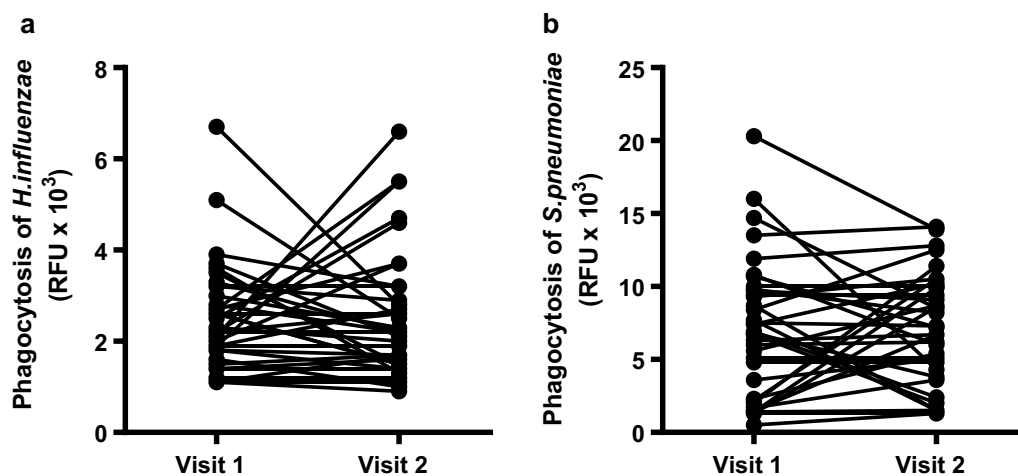 a
Phagocytosis of H.influenzae
(RFU x 10³)
8
6
4
2
0
Visit 1
Visit 2
b
Phagocytosis of S.pneumoniae
(RFU x 10³)
25
20
15
10
5
0
Visit 1
Visit 2